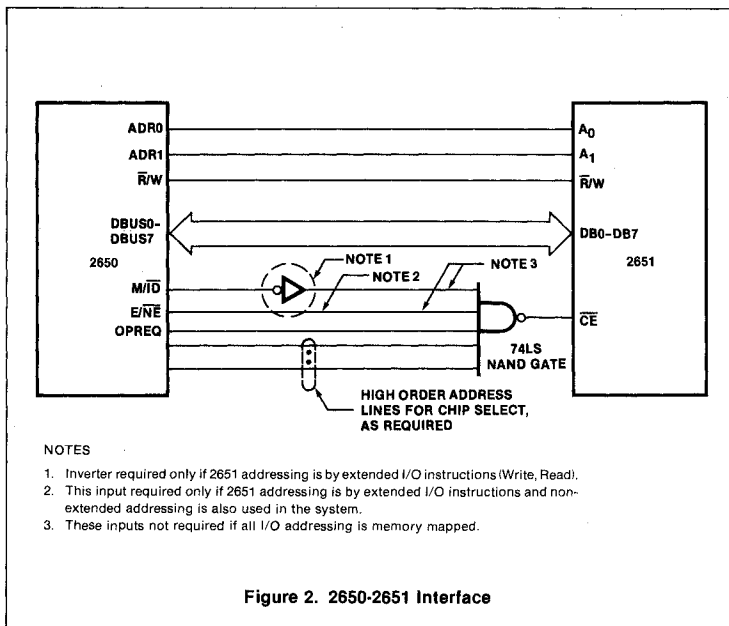 ADR0
A0
ADR1
A1
R̅/W
R̅/W
DBUS0-
DBUS7
DB0-DB7
2650
2651
NOTE 1
NOTE 2
NOTE 3
M/I̅D̅
E/N̅E̅
OPREQ
C̅E̅
74LS
NAND GATE
HIGH ORDER ADDRESS
LINES FOR CHIP SELECT,
AS REQUIRED
NOTES
1. Inverter required only if 2651 addressing is by extended I/O instructions (Write, Read).
2. This input required only if 2651 addressing is by extended I/O instructions and non-
extended addressing is also used in the system.
3. These inputs not required if all I/O addressing is memory mapped.
Figure 2. 2650-2651 Interface